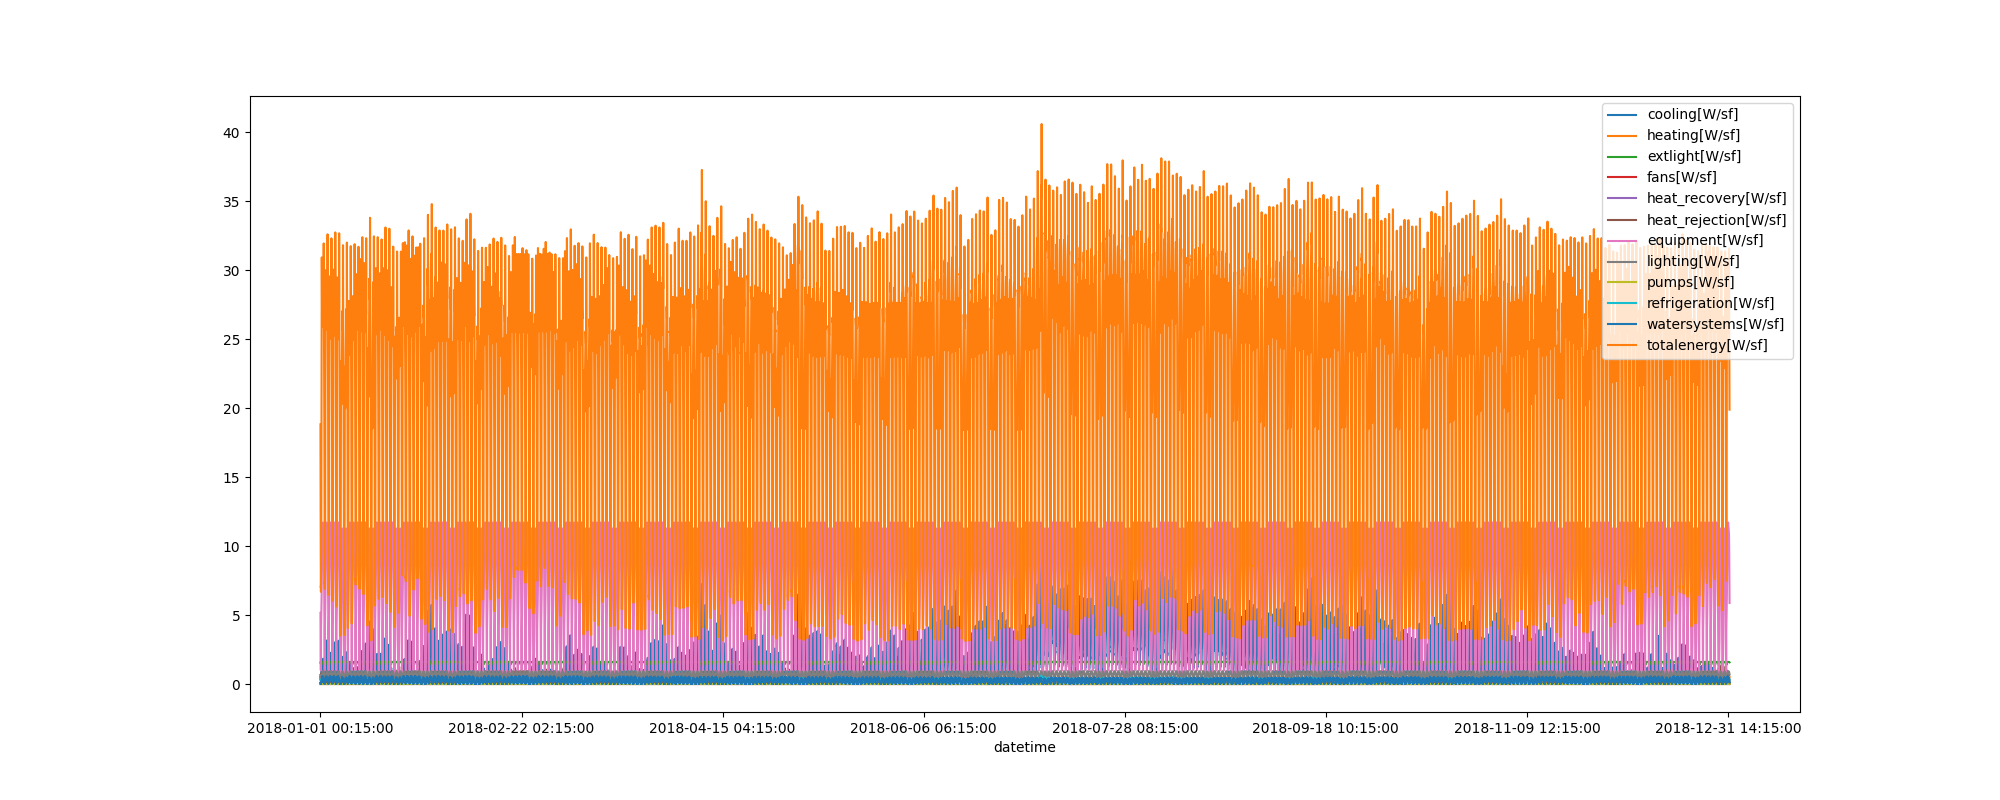 cooling[W/sf]
heating[W/sf]
extlight[W/sf]
fans[W/sf]
heat_recovery[W/sf]
heat_rejection[W/sf]
equipment[W/sf]
lighting[W/sf]
pumps[W/sf]
refrigeration[W/sf]
watersystems[W/sf]
totalenergy[W/sf]
40
35
30
25
20
15
10
5
0
2018-01-01 00:15:00 2018-02-22 02:15:00 2018-04-15 04:15:00 2018-06-06 06:15:00 2018-07-28 08:15:00 2018-09-18 10:15:00 2018-11-09 12:15:00 2018-12-31 14:15:00
datetime